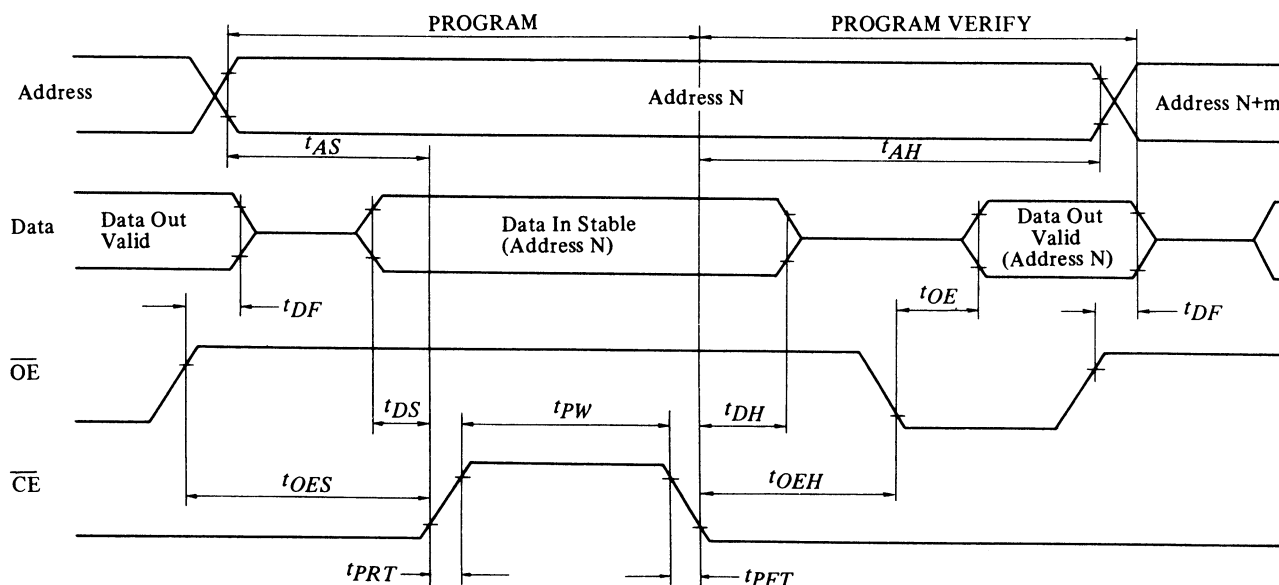 PROGRAM
PROGRAM VERIFY
Address
Address N
Address N+m
tAS
tAH
Data
Data Out
Valid
Data In Stable
(Address N)
Data Out
Valid
(Address N)
tDF
tOE
tDF
OE
tDS
tPW
tDH
CE
tOES
tOEH
tPRT
tPFT